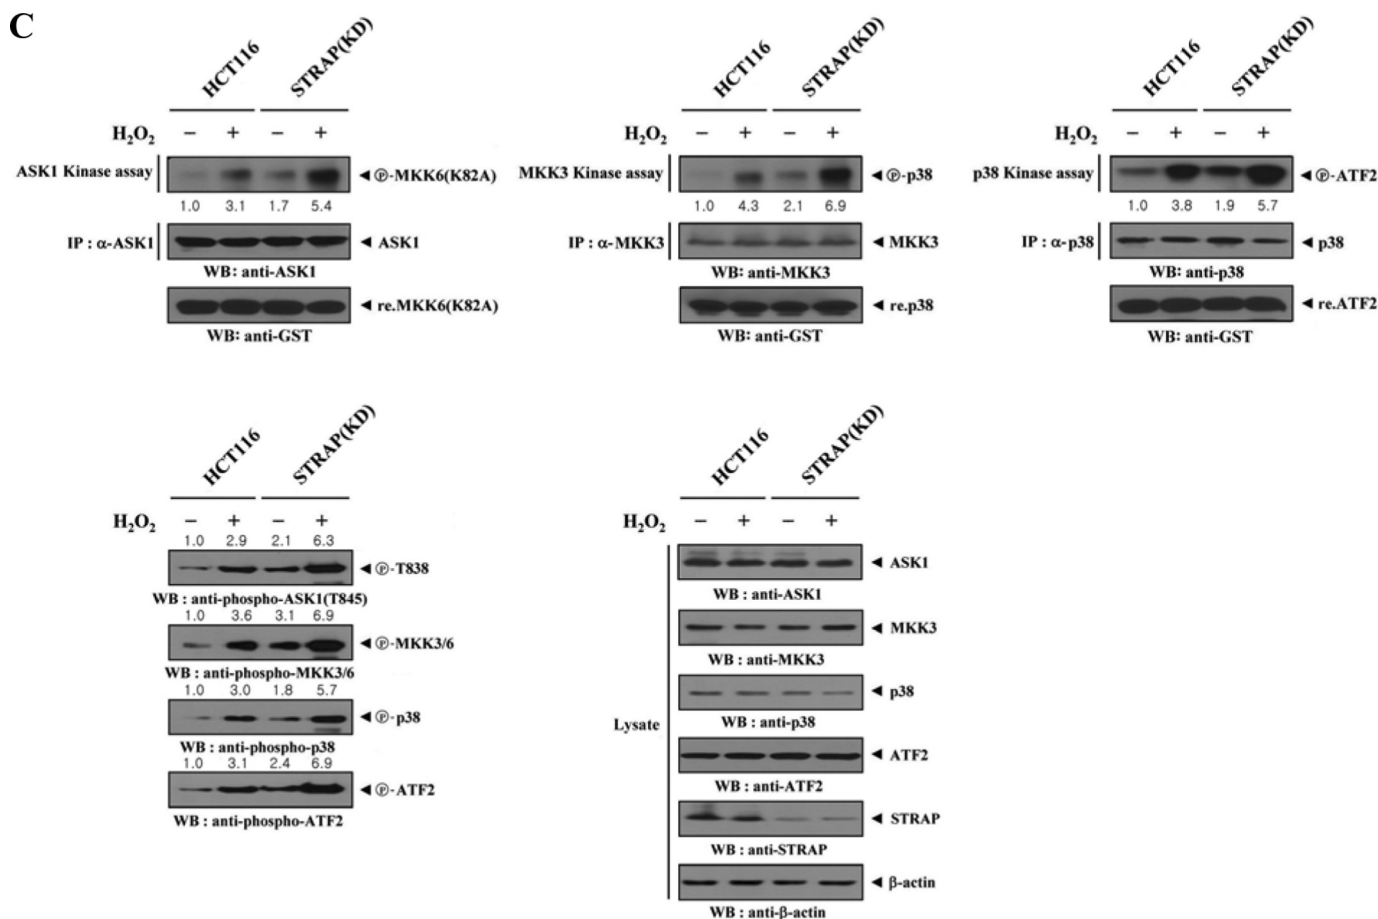 C
HCT116 STRAP(KD)
H₂O₂ − + − +
ASK1 Kinase assay ◄ Ⓟ-MKK6(K82A)
1.0 3.1 1.7 5.4
IP : α-ASK1 ◄ ASK1
WB: anti-ASK1
◄ re.MKK6(K82A)
WB: anti-GST
HCT116 STRAP(KD)
H₂O₂ − + − +
MKK3 Kinase assay ◄ Ⓟ-p38
1.0 4.3 2.1 6.9
IP : α-MKK3 ◄ MKK3
WB: anti-MKK3
◄ re.p38
WB: anti-GST
HCT116 STRAP(KD)
H₂O₂ − + − +
p38 Kinase assay ◄ Ⓟ-ATF2
1.0 3.8 1.9 5.7
IP : α-p38 ◄ p38
WB: anti-p38
◄ re.ATF2
WB: anti-GST
HCT116 STRAP(KD)
H₂O₂ − + − +
1.0 2.9 2.1 6.3
◄ Ⓟ-T838
WB : anti-phospho-ASK1(T845)
1.0 3.6 3.1 6.9
◄ Ⓟ-MKK3/6
WB : anti-phospho-MKK3/6
1.0 3.0 1.8 5.7
◄ Ⓟ-p38
WB : anti-phospho-p38
1.0 3.1 2.4 6.9
◄ Ⓟ-ATF2
WB : anti-phospho-ATF2
HCT116 STRAP(KD)
H₂O₂ − + − +
◄ ASK1
WB : anti-ASK1
◄ MKK3
WB : anti-MKK3
◄ p38
Lysate
WB : anti-p38
◄ ATF2
WB : anti-ATF2
◄ STRAP
WB : anti-STRAP
◄ β-actin
WB : anti-β-actin